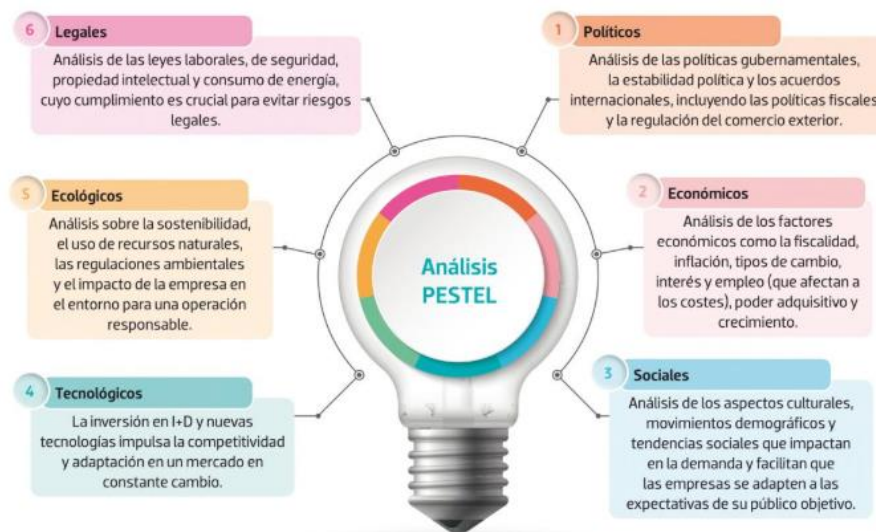 6 Legales
Análisis de las leyes laborales, de seguridad,
propiedad intelectual y consumo de energía,
cuyo cumplimiento es crucial para evitar riesgos
legales.
1 Políticos
Análisis de las políticas gubernamentales,
la estabilidad política y los acuerdos
internacionales, incluyendo las políticas fiscales
y la regulación del comercio exterior.
5 Ecológicos
Análisis sobre la sostenibilidad,
el uso de recursos naturales,
las regulaciones ambientales
y el impacto de la empresa en
el entorno para una operación
responsable.
Análisis
PESTEL
2 Económicos
Análisis de los factores
económicos como la fiscalidad,
inflación, tipos de cambio,
interés y empleo (que afectan a
los costes), poder adquisitivo y
crecimiento.
4 Tecnológicos
La inversión en I+D y nuevas
tecnologías impulsa la competitividad
y adaptación en un mercado en
constante cambio.
3 Sociales
Análisis de los aspectos culturales,
movimientos demográficos y
tendencias sociales que impactan
en la demanda y facilitan que
las empresas se adapten a las
expectativas de su público objetivo.